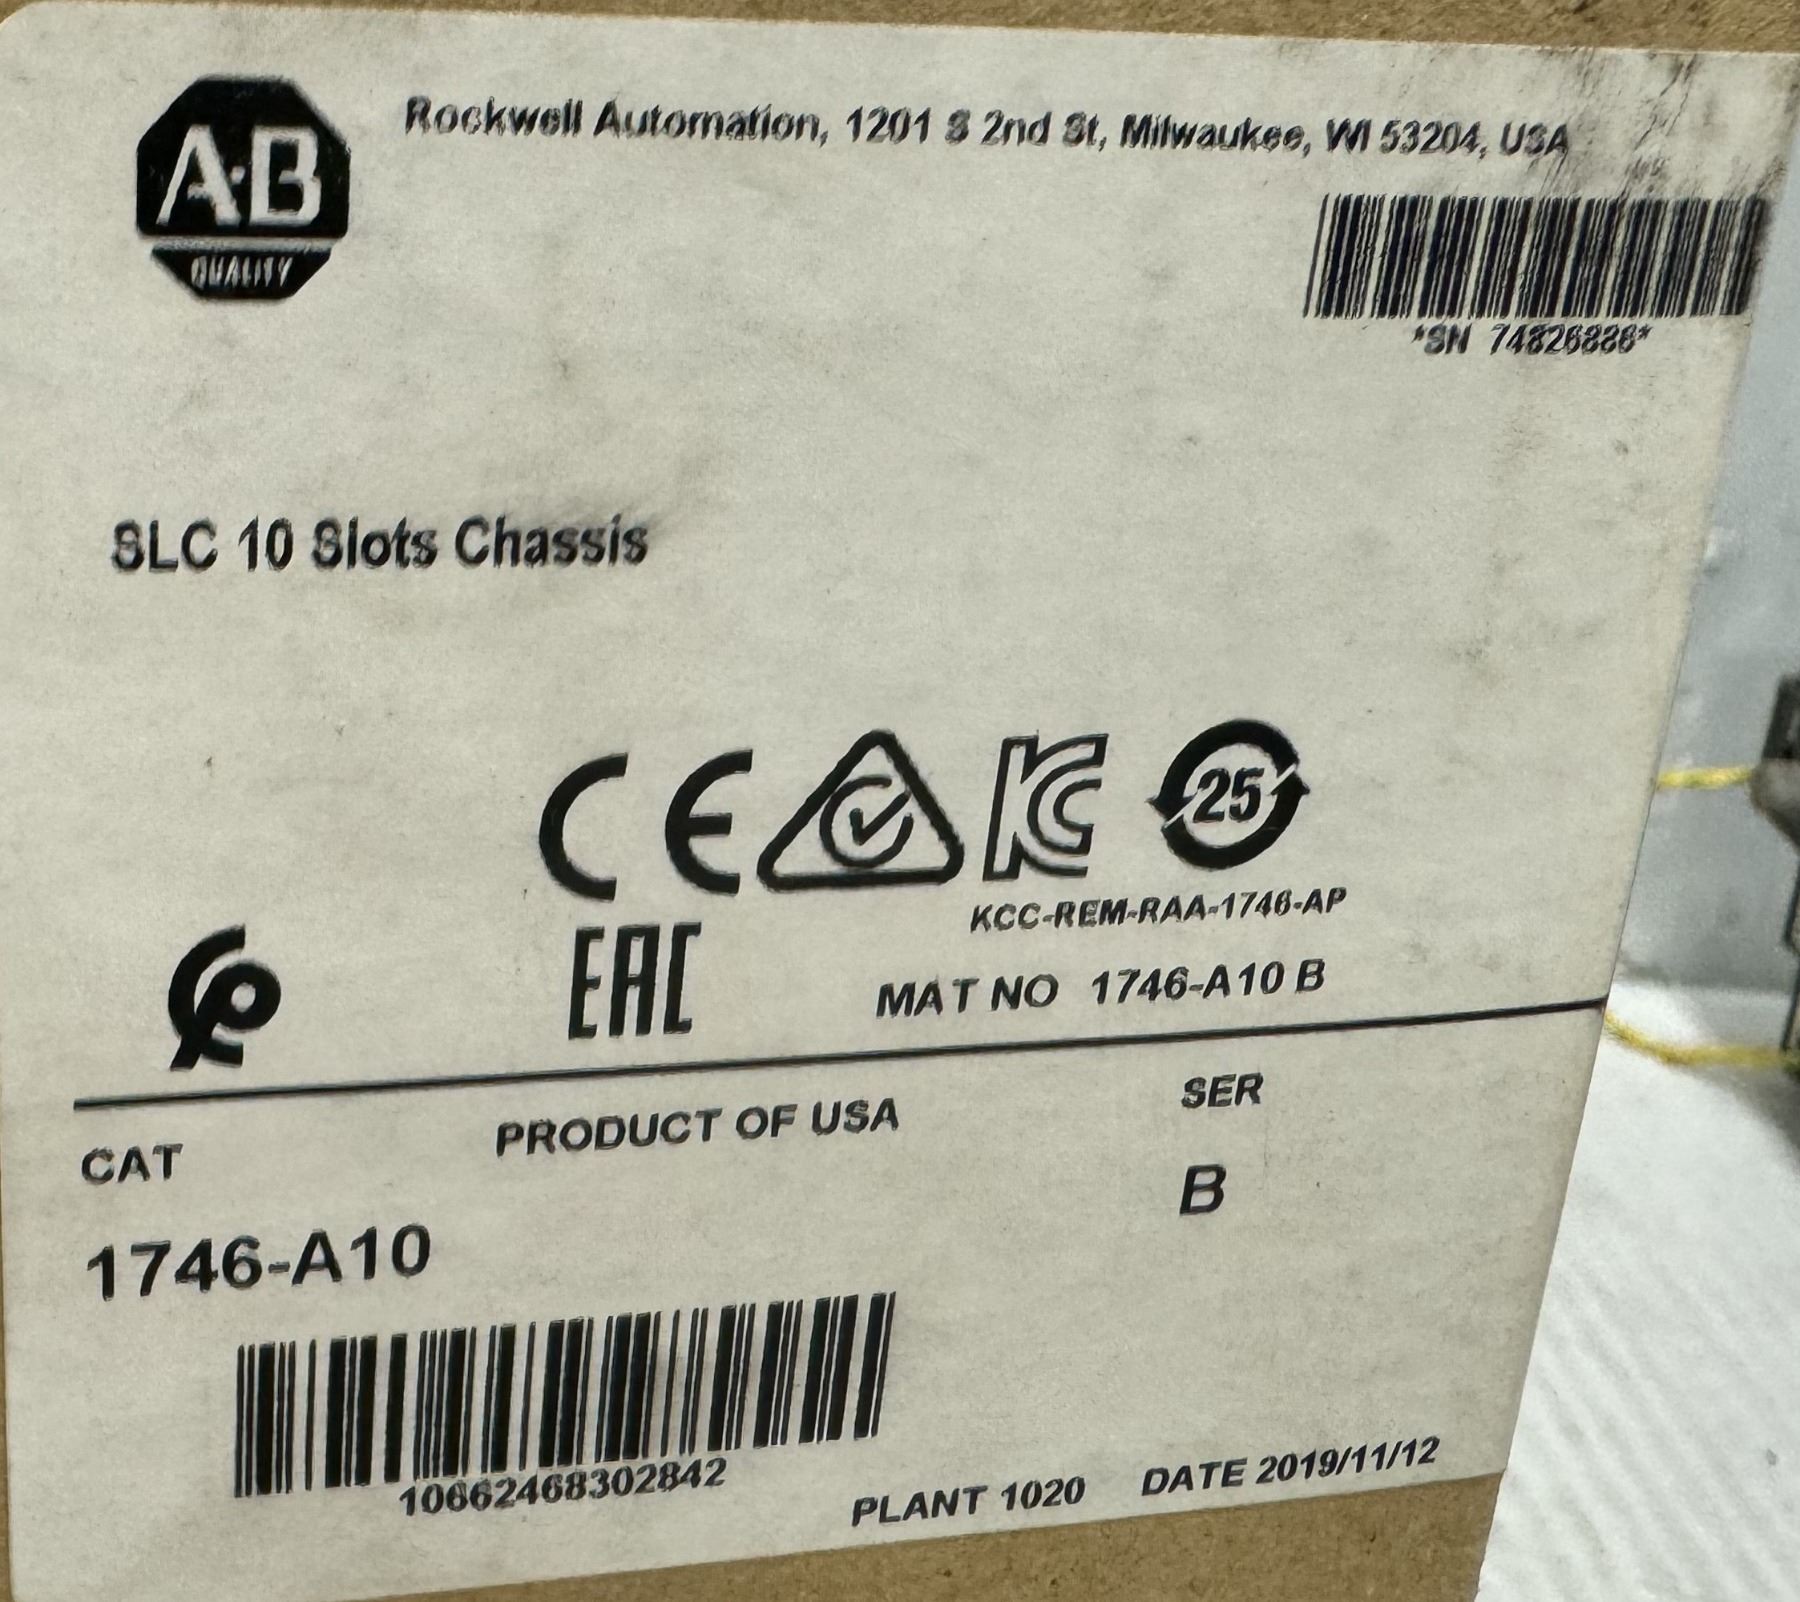 A·B
QUALITY
Rockwell Automation, 1201 S 2nd St, Milwaukee, WI 53204, USA
*SN 74826886*
SLC 10 Slots Chassis
CE
KC
25
KCC-REM-RAA-1746-AP
EAC
MAT NO 1746-A10 B
CAT
PRODUCT OF USA
SER
B
1746-A10
10662468302842
PLANT 1020
DATE 2019/11/12